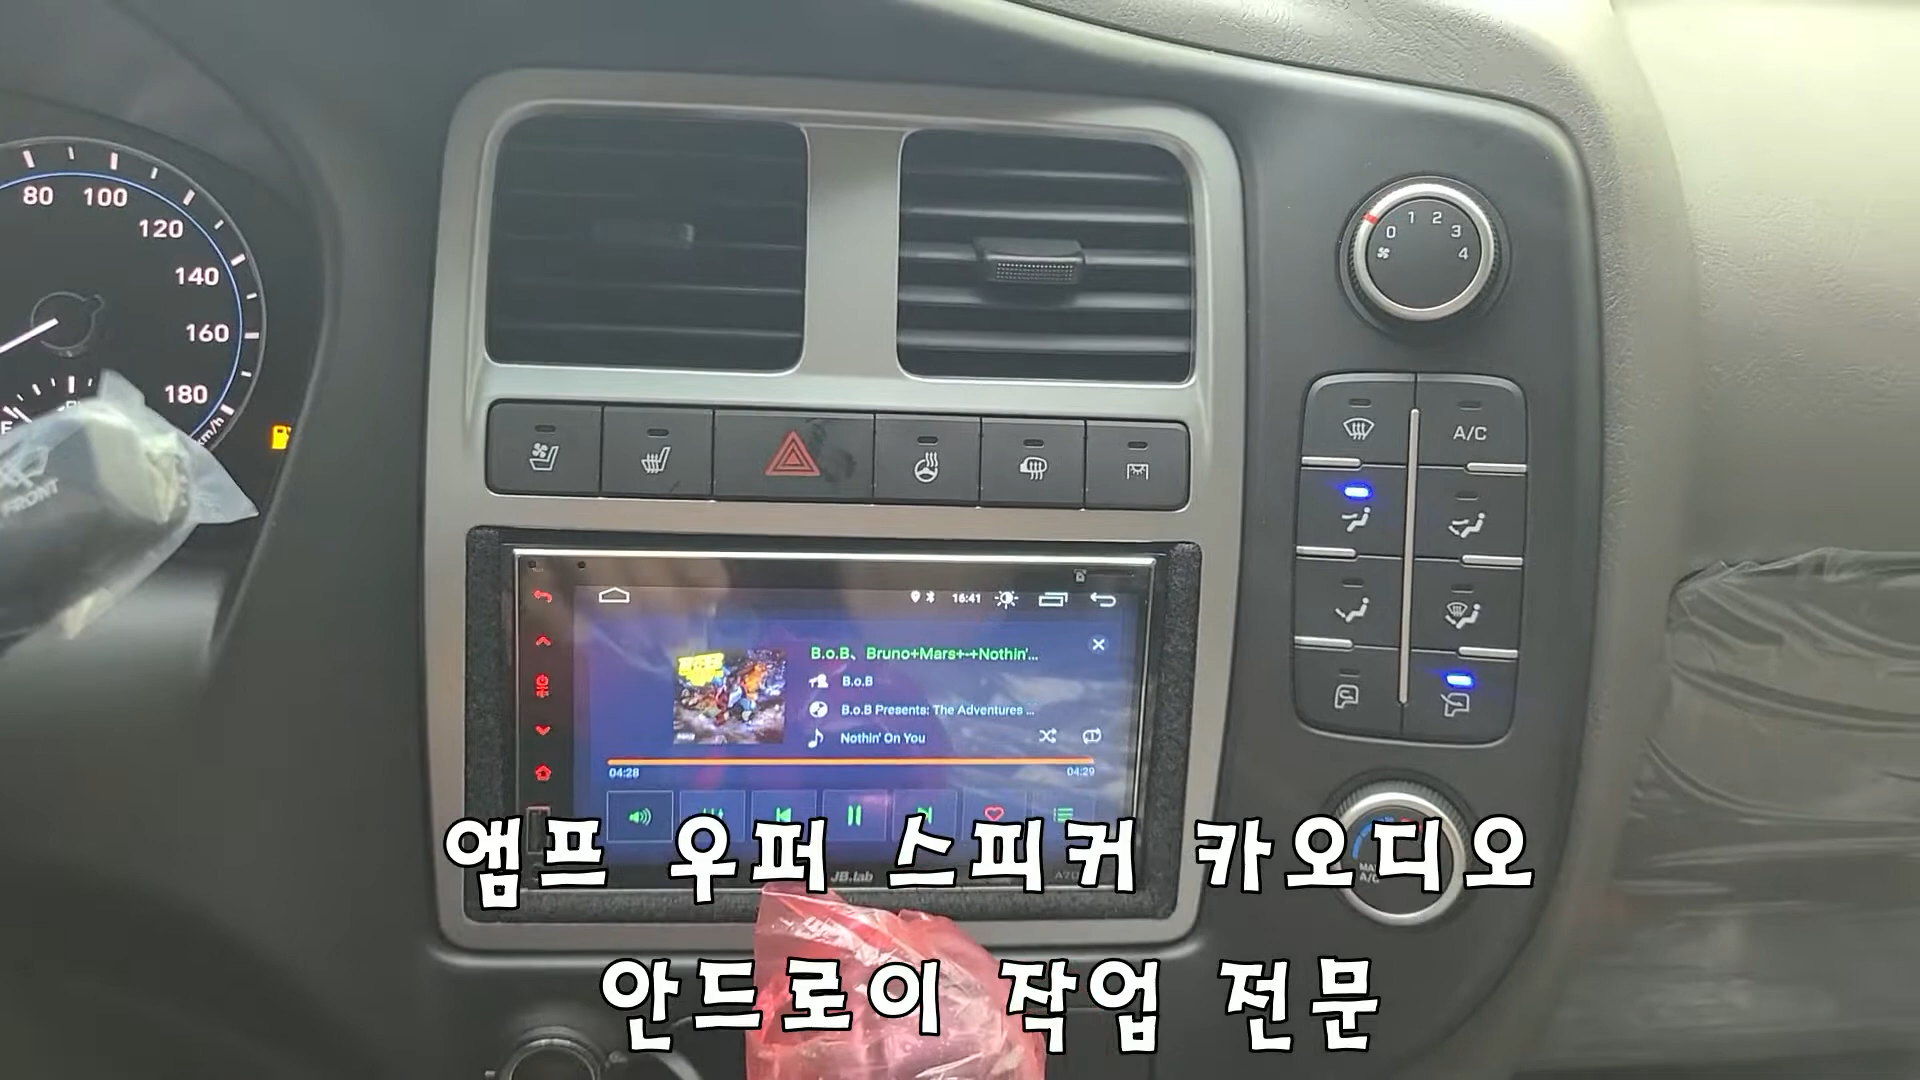 80 100
120
140
160
180
km/h
E
FRONT
0 1 2 3 4
A/C
16:41
B.o.B、 Bruno+Mars+-+Nothin'...
B.o.B
B.o.B Presents: The Adventures ...
Nothin' On You
04:28 04:29
앰프 우퍼 스피커 카오디오
JB.lab
A/C
안드로이 작업 전문